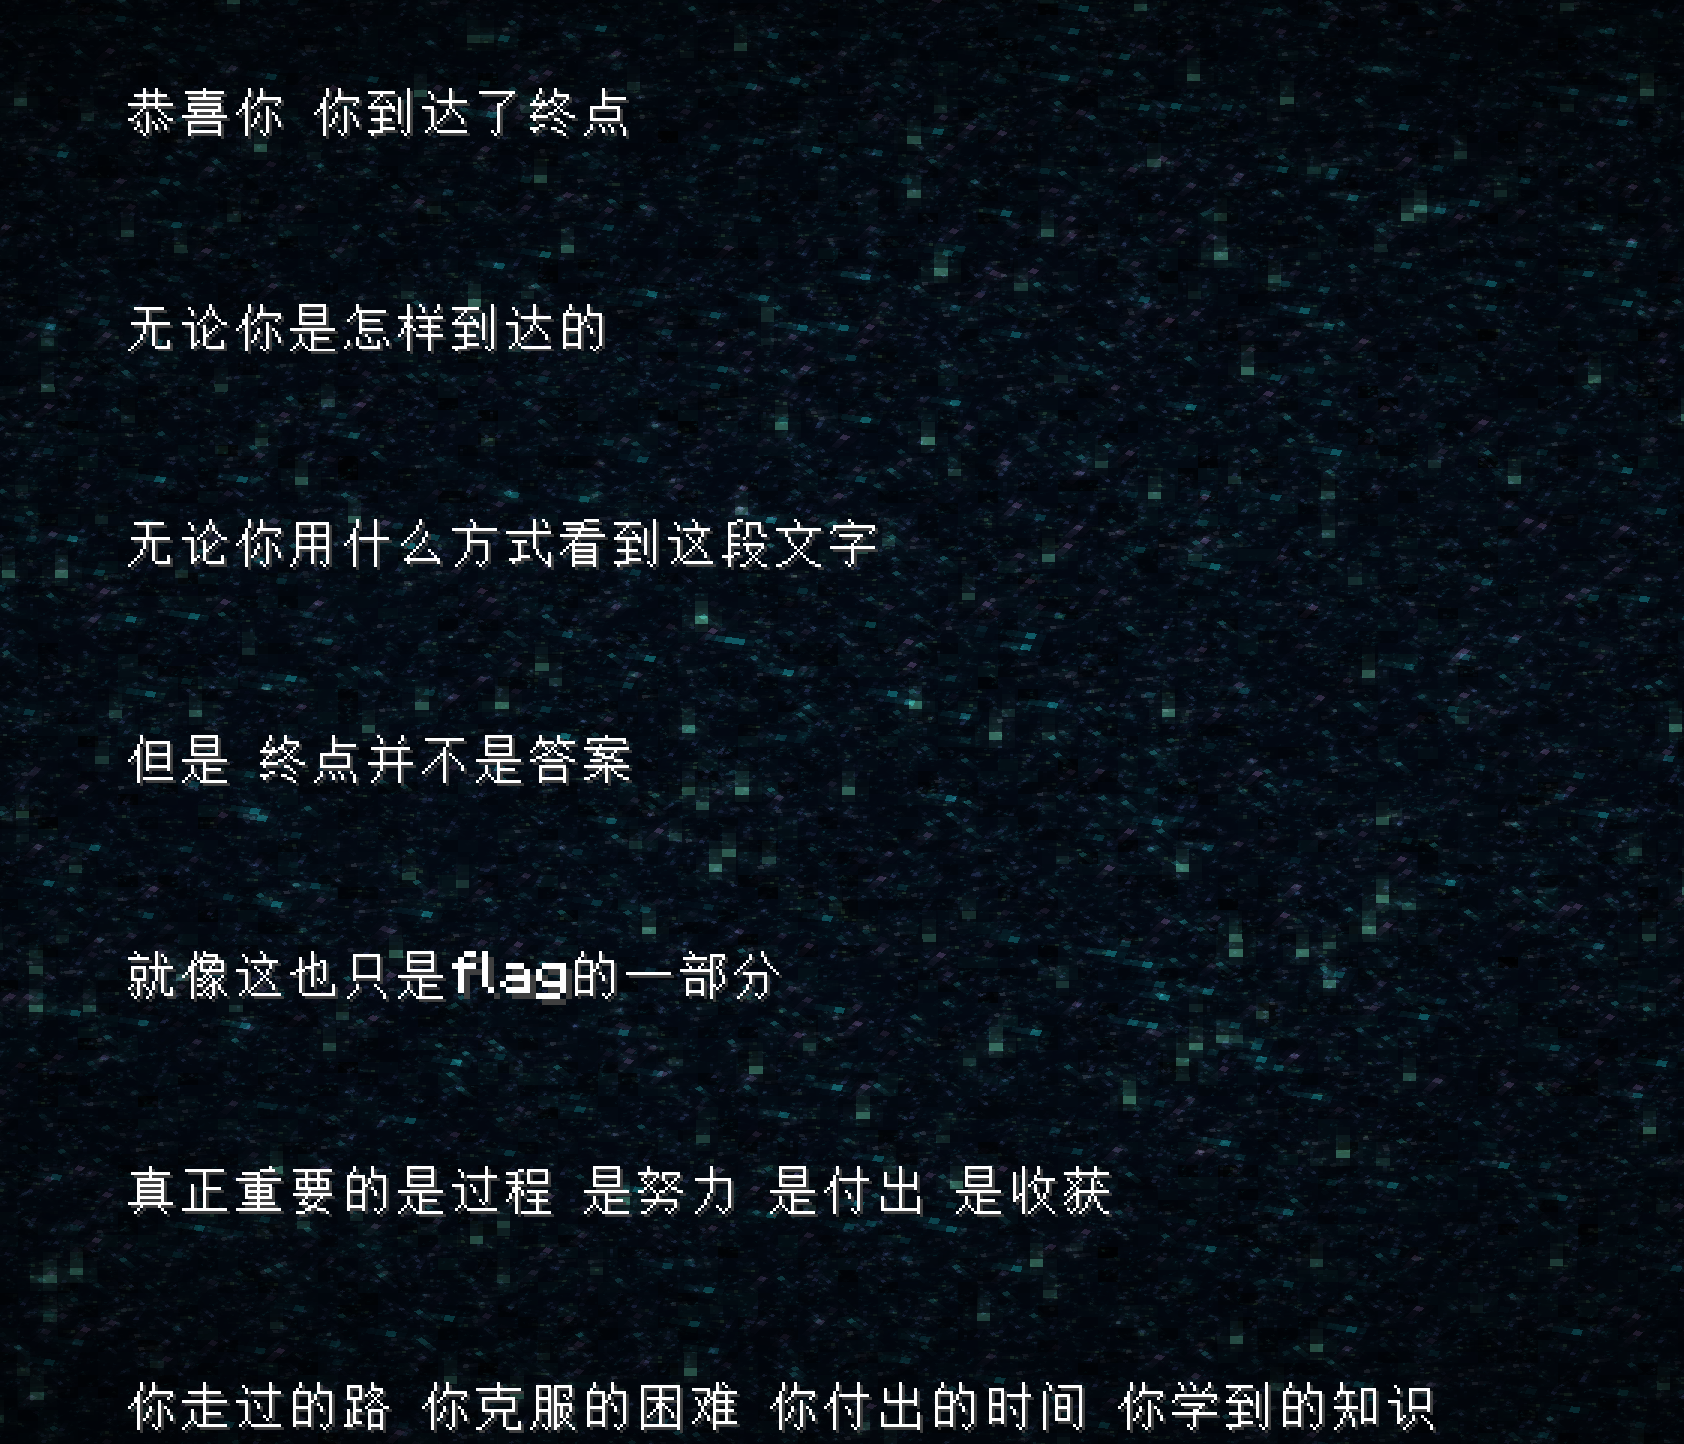 恭喜你 你到达了终点
无论你是怎样到达的
无论你用什么方式看到这段文字
但是 终点并不是答案
就像这也只是flag的一部分
真正重要的是过程 是努力 是付出 是收获
你走过的路 你克服的困难 你付出的时间 你学到的知识